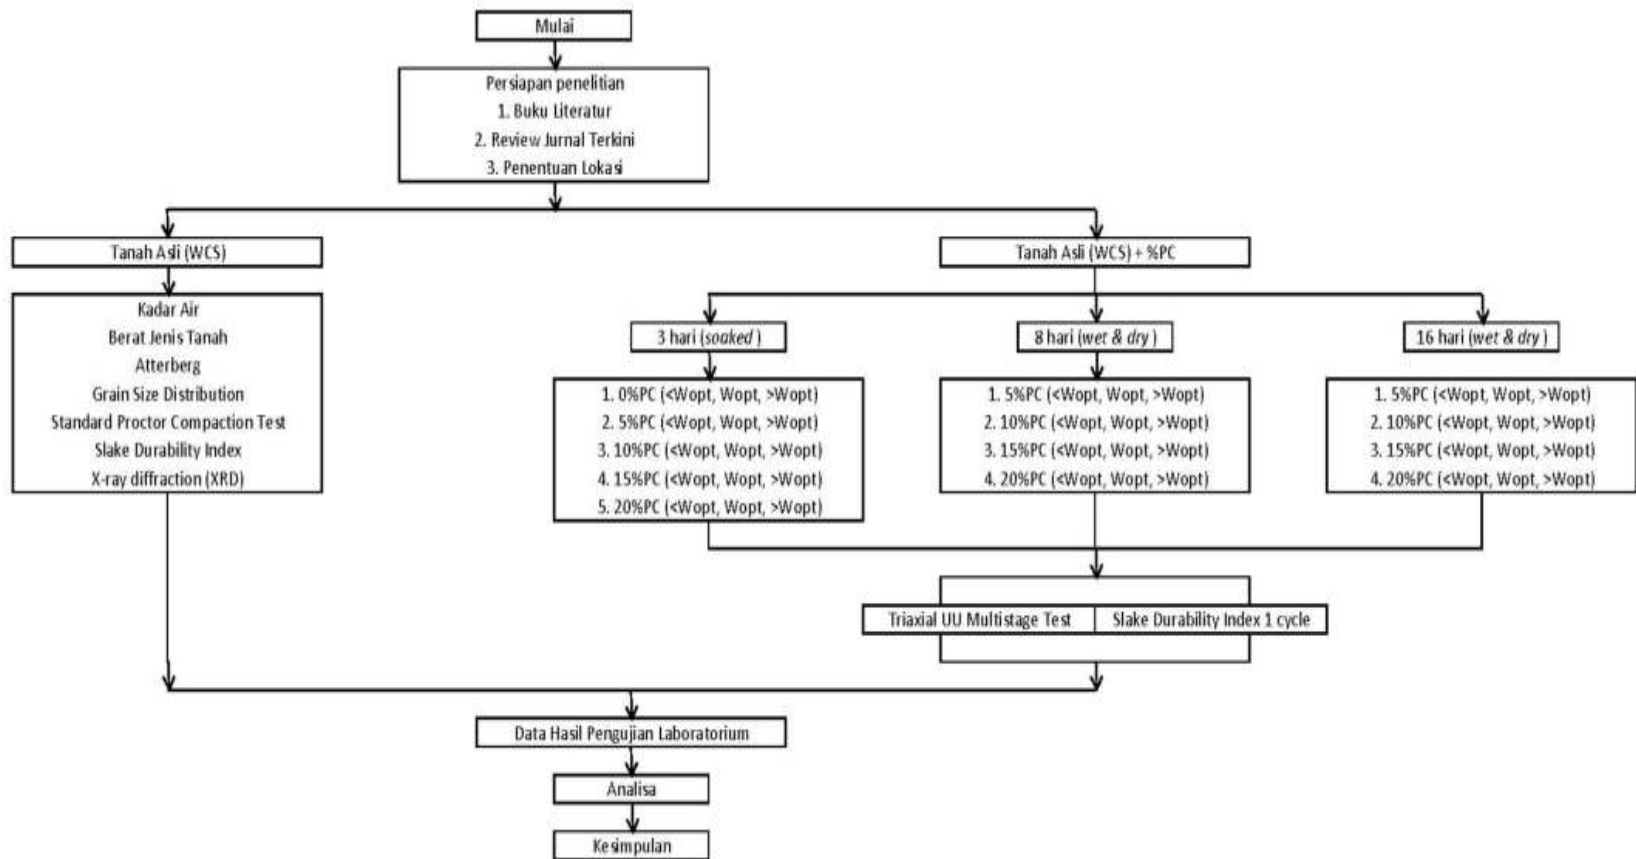 Mulai
Persiapan penelitian
1. Buku Literatur
2. Review Jurnal Terkini
3. Penentuan Lokasi
Tanah Asli (WCS)
Kadar Air
Berat Jenis Tanah
Atterberg
Grain Size Distribution
Standard Proctor Compaction Test
Slake Durability Index
X-ray diffraction (XRD)
Tanah Asli (WCS) + %PC
3 hari (soaked )
1. 0%PC (<Wopt, Wopt, >Wopt)
2. 5%PC (<Wopt, Wopt, >Wopt)
3. 10%PC (<Wopt, Wopt, >Wopt)
4. 15%PC (<Wopt, Wopt, >Wopt)
5. 20%PC (<Wopt, Wopt, >Wopt)
8 hari (wet & dry )
1. 5%PC (<Wopt, Wopt, >Wopt)
2. 10%PC (<Wopt, Wopt, >Wopt)
3. 15%PC (<Wopt, Wopt, >Wopt)
4. 20%PC (<Wopt, Wopt, >Wopt)
16 hari (wet & dry )
1. 5%PC (<Wopt, Wopt, >Wopt)
2. 10%PC (<Wopt, Wopt, >Wopt)
3. 15%PC (<Wopt, Wopt, >Wopt)
4. 20%PC (<Wopt, Wopt, >Wopt)
Triaxial UU Multistage Test
Slake Durability Index 1 cycle
Data Hasil Pengujian Laboratorium
Analisa
Kesimpulan